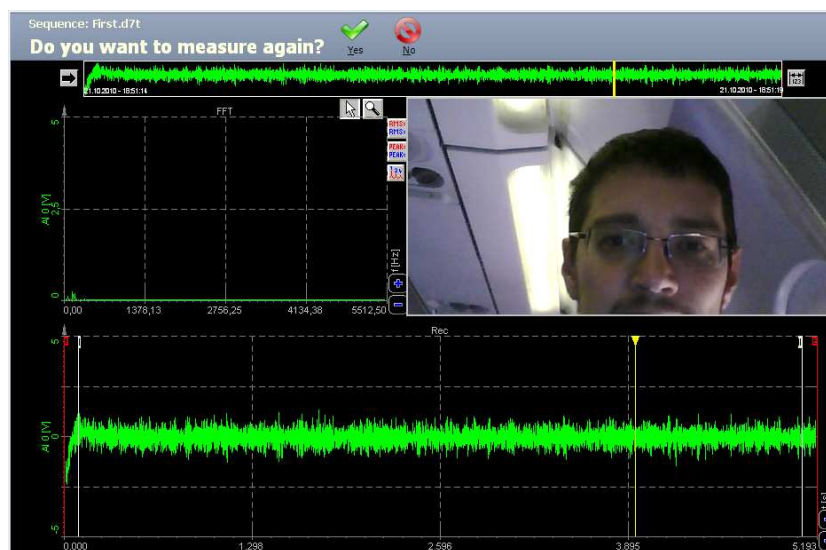 Sequence: First.d7t
Do you want to measure again?
Yes
No
21.10.2010 - 18:51:14
21.10.2010 - 18:51:19
123
FFT
RMS:
RMS:
PEAK:
PEAK:
5
2,5
0
AI 0 [V]
f [Hz]
0,00
1378,13
2756,25
4134,38
5512,50
Rec
5
0
-5
AI 0 [V]
t [s]
0.000
1.298
2.596
3.895
5.193